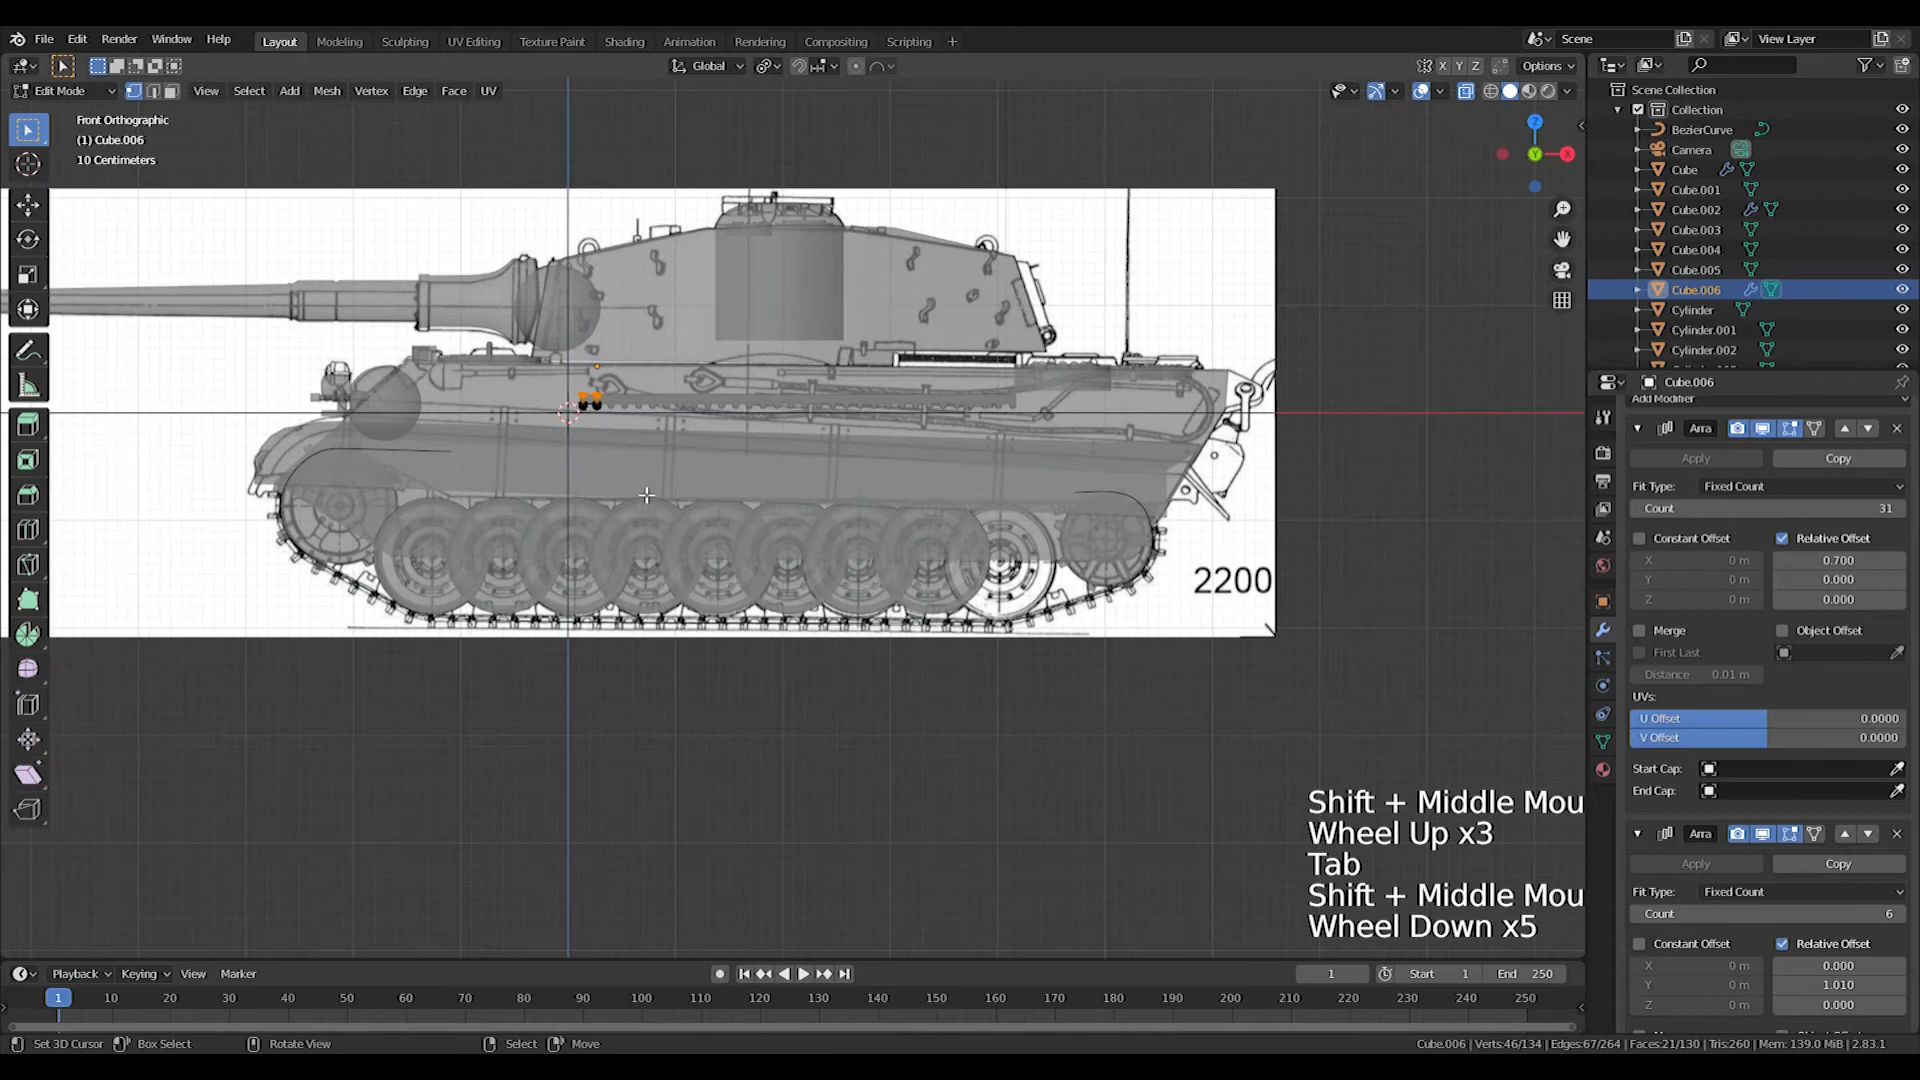 File Edit Render Window Help Layout Modeling Sculpting UV Editing Texture Paint Shading Animation Rendering Compositing Scripting + Scene View Layer
Global X Y Z Options
Edit Mode View Select Add Mesh Vertex Edge Face UV
Front Orthographic
(1) Cube.006
10 Centimeters
Z
X
Y
2200
Shift + Middle Mou
Wheel Up x3
Tab
Shift + Middle Mou
Wheel Down x5
Scene Collection
Collection
BezierCurve
Camera
Cube
Cube.001
Cube.002
Cube.003
Cube.004
Cube.005
Cube.006
Cylinder
Cylinder.001
Cylinder.002
Cube.006
Add Modifier
Arra
Apply Copy
Fit Type: Fixed Count
Count 31
Constant Offset Relative Offset
X 0 m 0.700
Y 0 m 0.000
Z 0 m 0.000
Merge Object Offset
First Last
Distance 0.01 m
UVs:
U Offset 0.0000
V Offset 0.0000
Start Cap:
End Cap:
Arra
Apply Copy
Fit Type: Fixed Count
Count 6
Constant Offset Relative Offset
X 0 m 0.000
Y 0 m 1.010
Z 0 m 0.000
Playback Keying View Marker 1 Start 1 End 250
1 10 20 30 40 50 60 70 80 90 100 110 120 130 140 150 160 170 180 190 200 210 220 230 240 250
Set 3D Cursor Box Select Rotate View Select Move Cube.006 | Verts:46/134 | Edges:67/264 | Faces:21/130 | Tris:260 | Mem: 139.0 MiB | 2.83.1